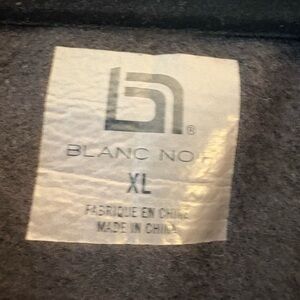 BLANC NOIR
XL
FABRIQUE EN CHINE
MADE IN CHINA